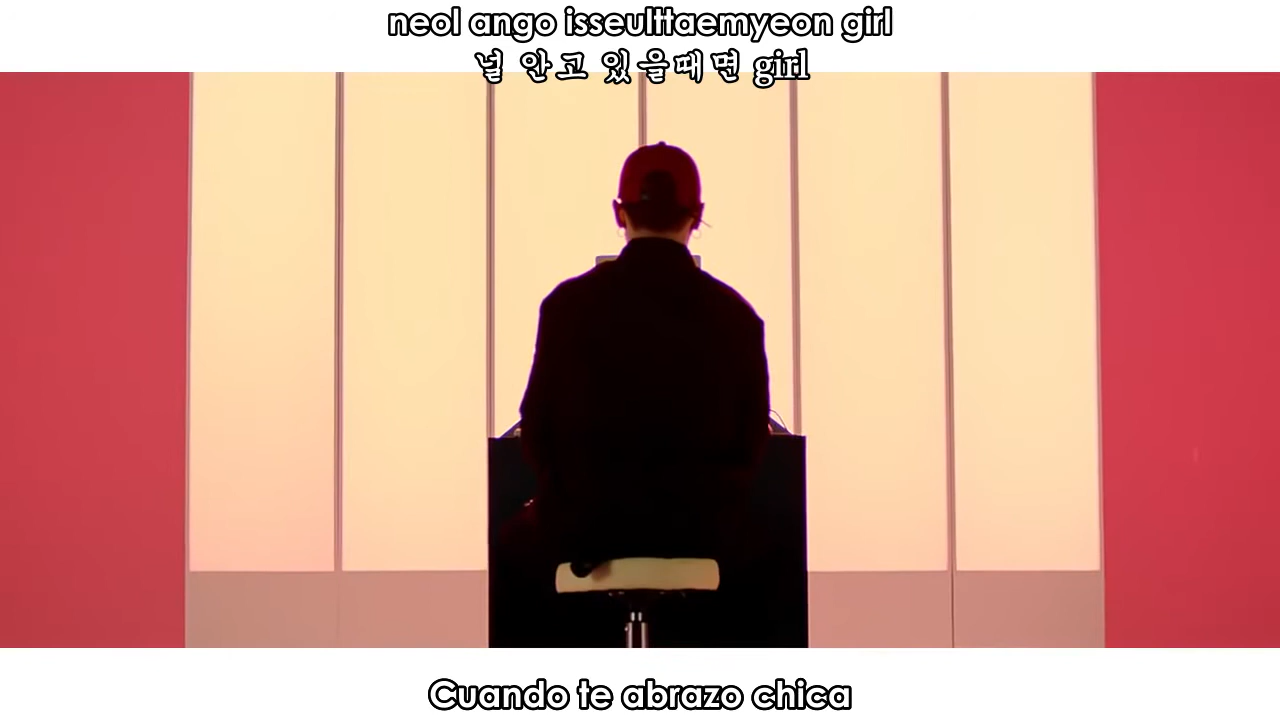 neol ango isseulttaemyeon girl
널 안고 있을때면 girl
Cuando te abrazo chica